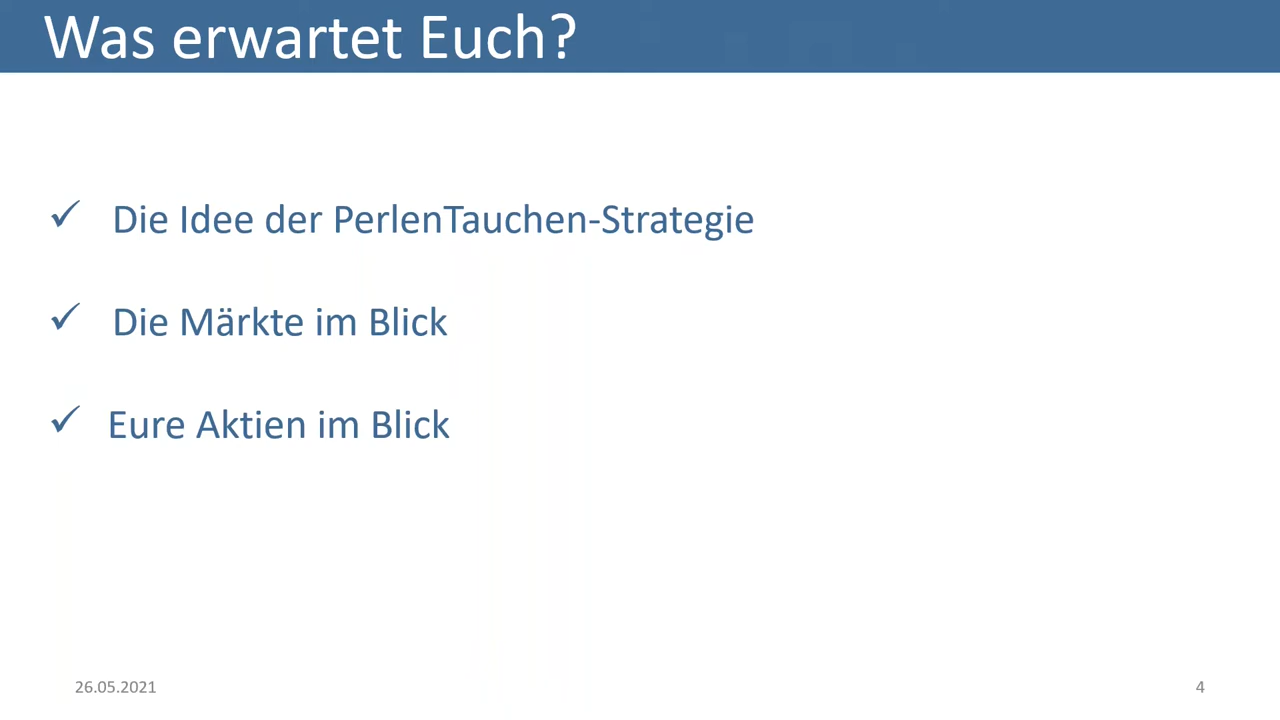 Was erwartet Euch?
✓ Die Idee der PerlenTauchen-Strategie
✓ Die Märkte im Blick
✓ Eure Aktien im Blick
26.05.2021
4